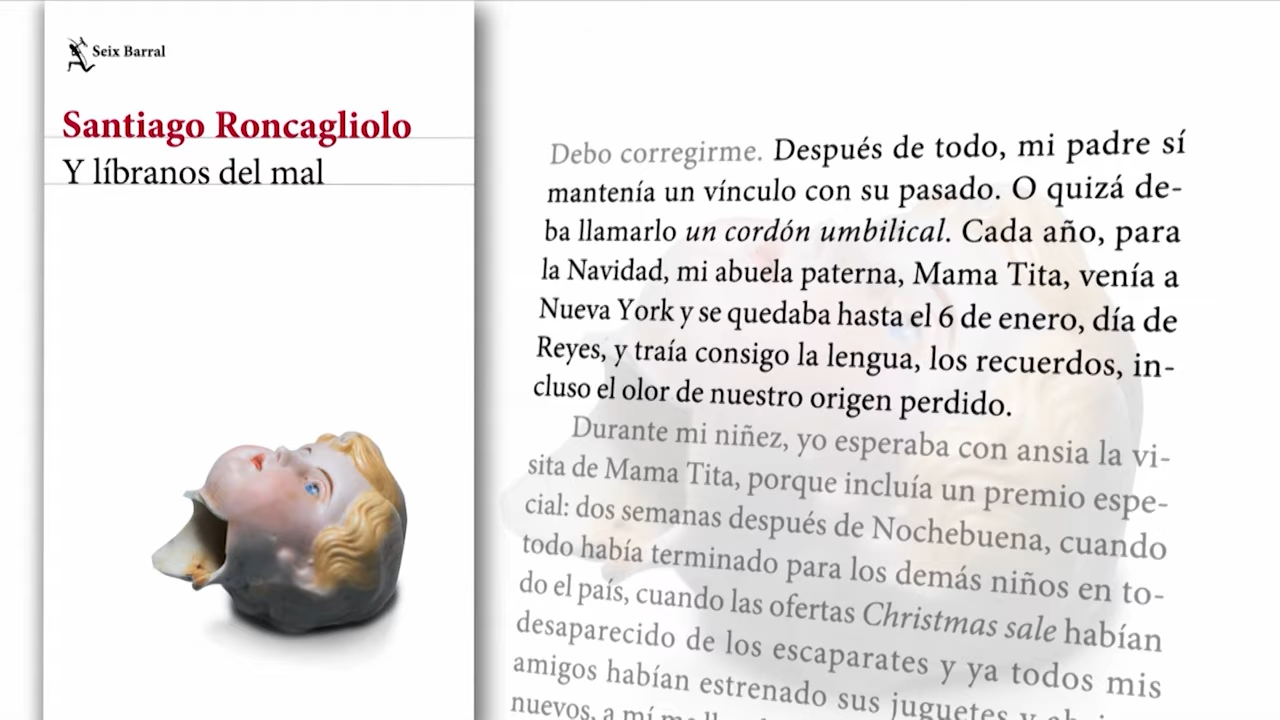 Seix Barral
Santiago Roncagliolo
Y líbranos del mal
Debo corregirme. Después de todo, mi padre sí
mantenía un vínculo con su pasado. O quizá de-
ba llamarlo un cordón umbilical. Cada año, para
la Navidad, mi abuela paterna, Mama Tita, venía a
Nueva York y se quedaba hasta el 6 de enero, día de
Reyes, y traía consigo la lengua, los recuerdos, in-
cluso el olor de nuestro origen perdido.
Durante mi niñez, yo esperaba con ansia la vi-
sita de Mama Tita, porque incluía un premio espe-
cial: dos semanas después de Nochebuena, cuando
todo había terminado para los demás niños en to-
do el país, cuando las ofertas Christmas sale habían
desaparecido de los escaparates y ya todos mis
amigos habían estrenado sus juguetes y
nuevos, a mí